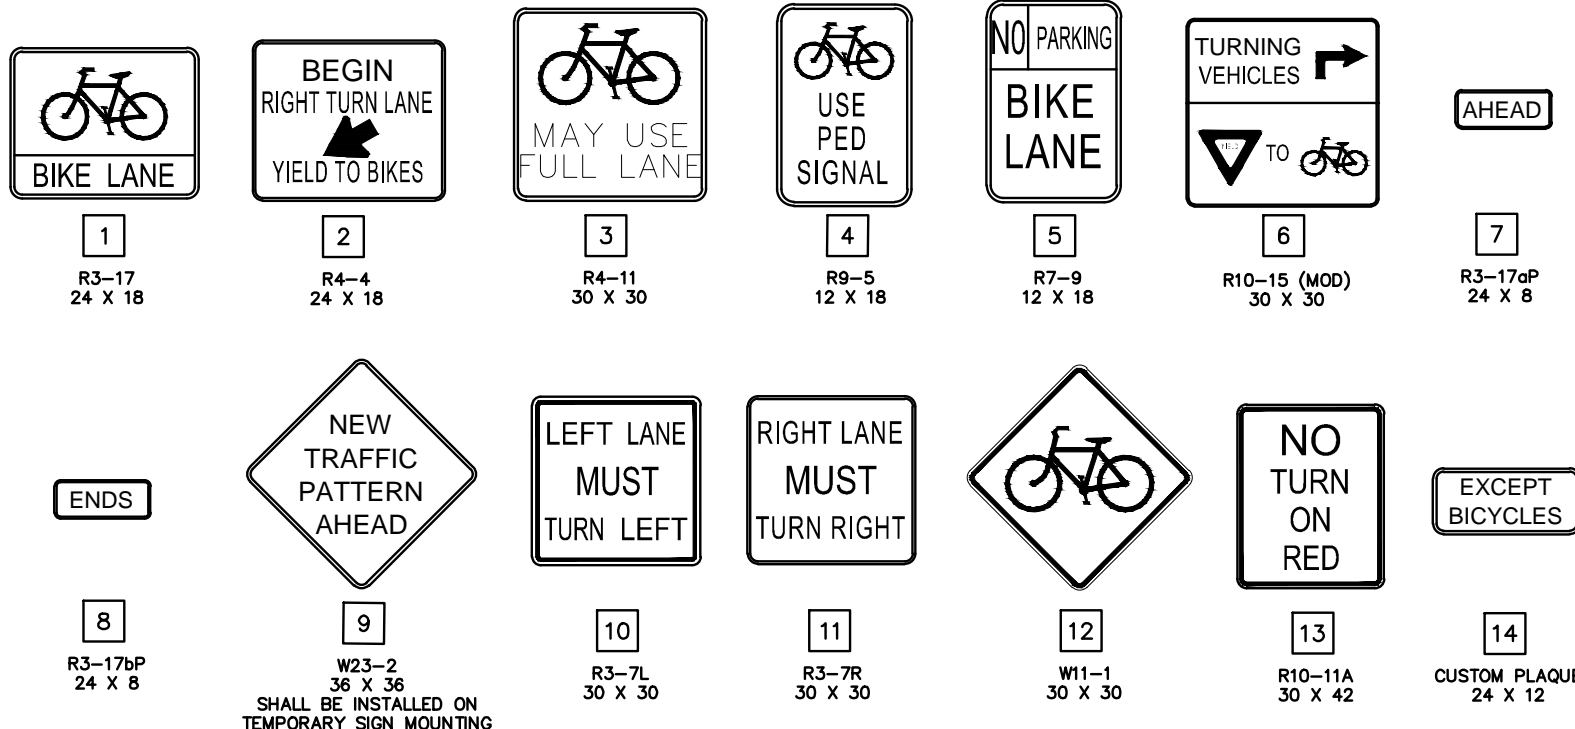 BIKE LANE
1
R3-17
24 X 18
BEGIN
RIGHT TURN LANE
YIELD TO BIKES
2
R4-4
24 X 18
MAY USE
FULL LANE
3
R4-11
30 X 30
USE
PED
SIGNAL
4
R9-5
12 X 18
NO PARKING
BIKE
LANE
5
R7-9
12 X 18
TURNING
VEHICLES
YIELD TO
6
R10-15 (MOD)
30 X 30
AHEAD
7
R3-17aP
24 X 8
ENDS
8
R3-17bP
24 X 8
NEW
TRAFFIC
PATTERN
AHEAD
9
W23-2
36 X 36
SHALL BE INSTALLED ON
TEMPORARY SIGN MOUNTING
LEFT LANE
MUST
TURN LEFT
10
R3-7L
30 X 30
RIGHT LANE
MUST
TURN RIGHT
11
R3-7R
30 X 30
12
W11-1
30 X 30
NO
TURN
ON
RED
13
R10-11A
30 X 42
EXCEPT
BICYCLES
14
CUSTOM PLAQUE
24 X 12